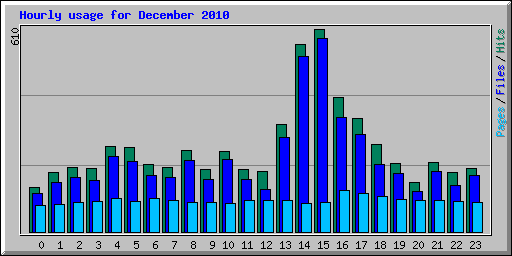 Hourly usage for December 2010
610
Pages / Files / Hits
0 1 2 3 4 5 6 7 8 9 10 11 12 13 14 15 16 17 18 19 20 21 22 23